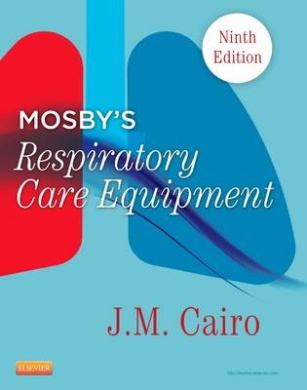 Ninth
Edition
MOSBY'S
Respiratory
Care Equipment
J.M. Cairo
ELSEVIER